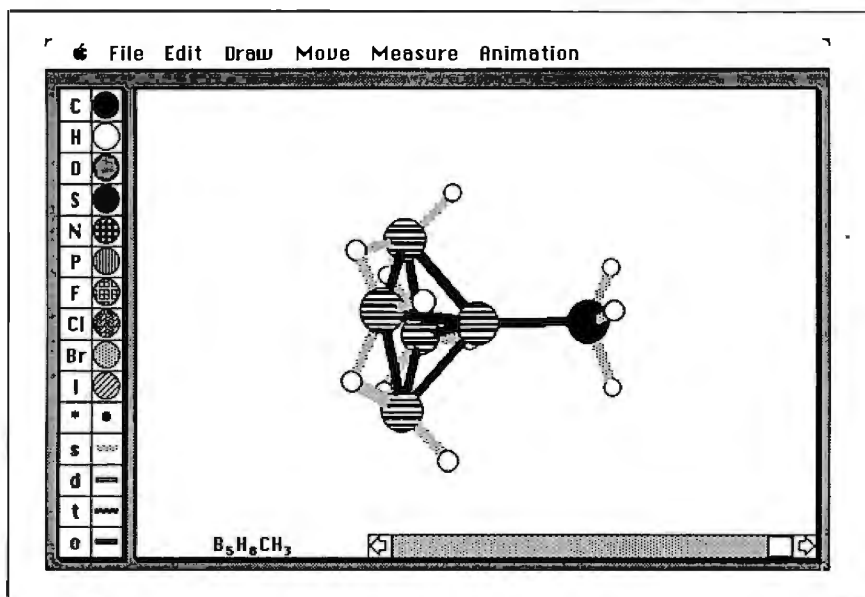 File Edit Draw Move Measure Animation
C
H
O
S
N
P
F
Cl
Br
I
*
s
d
t
o
B₅H₈CH₃